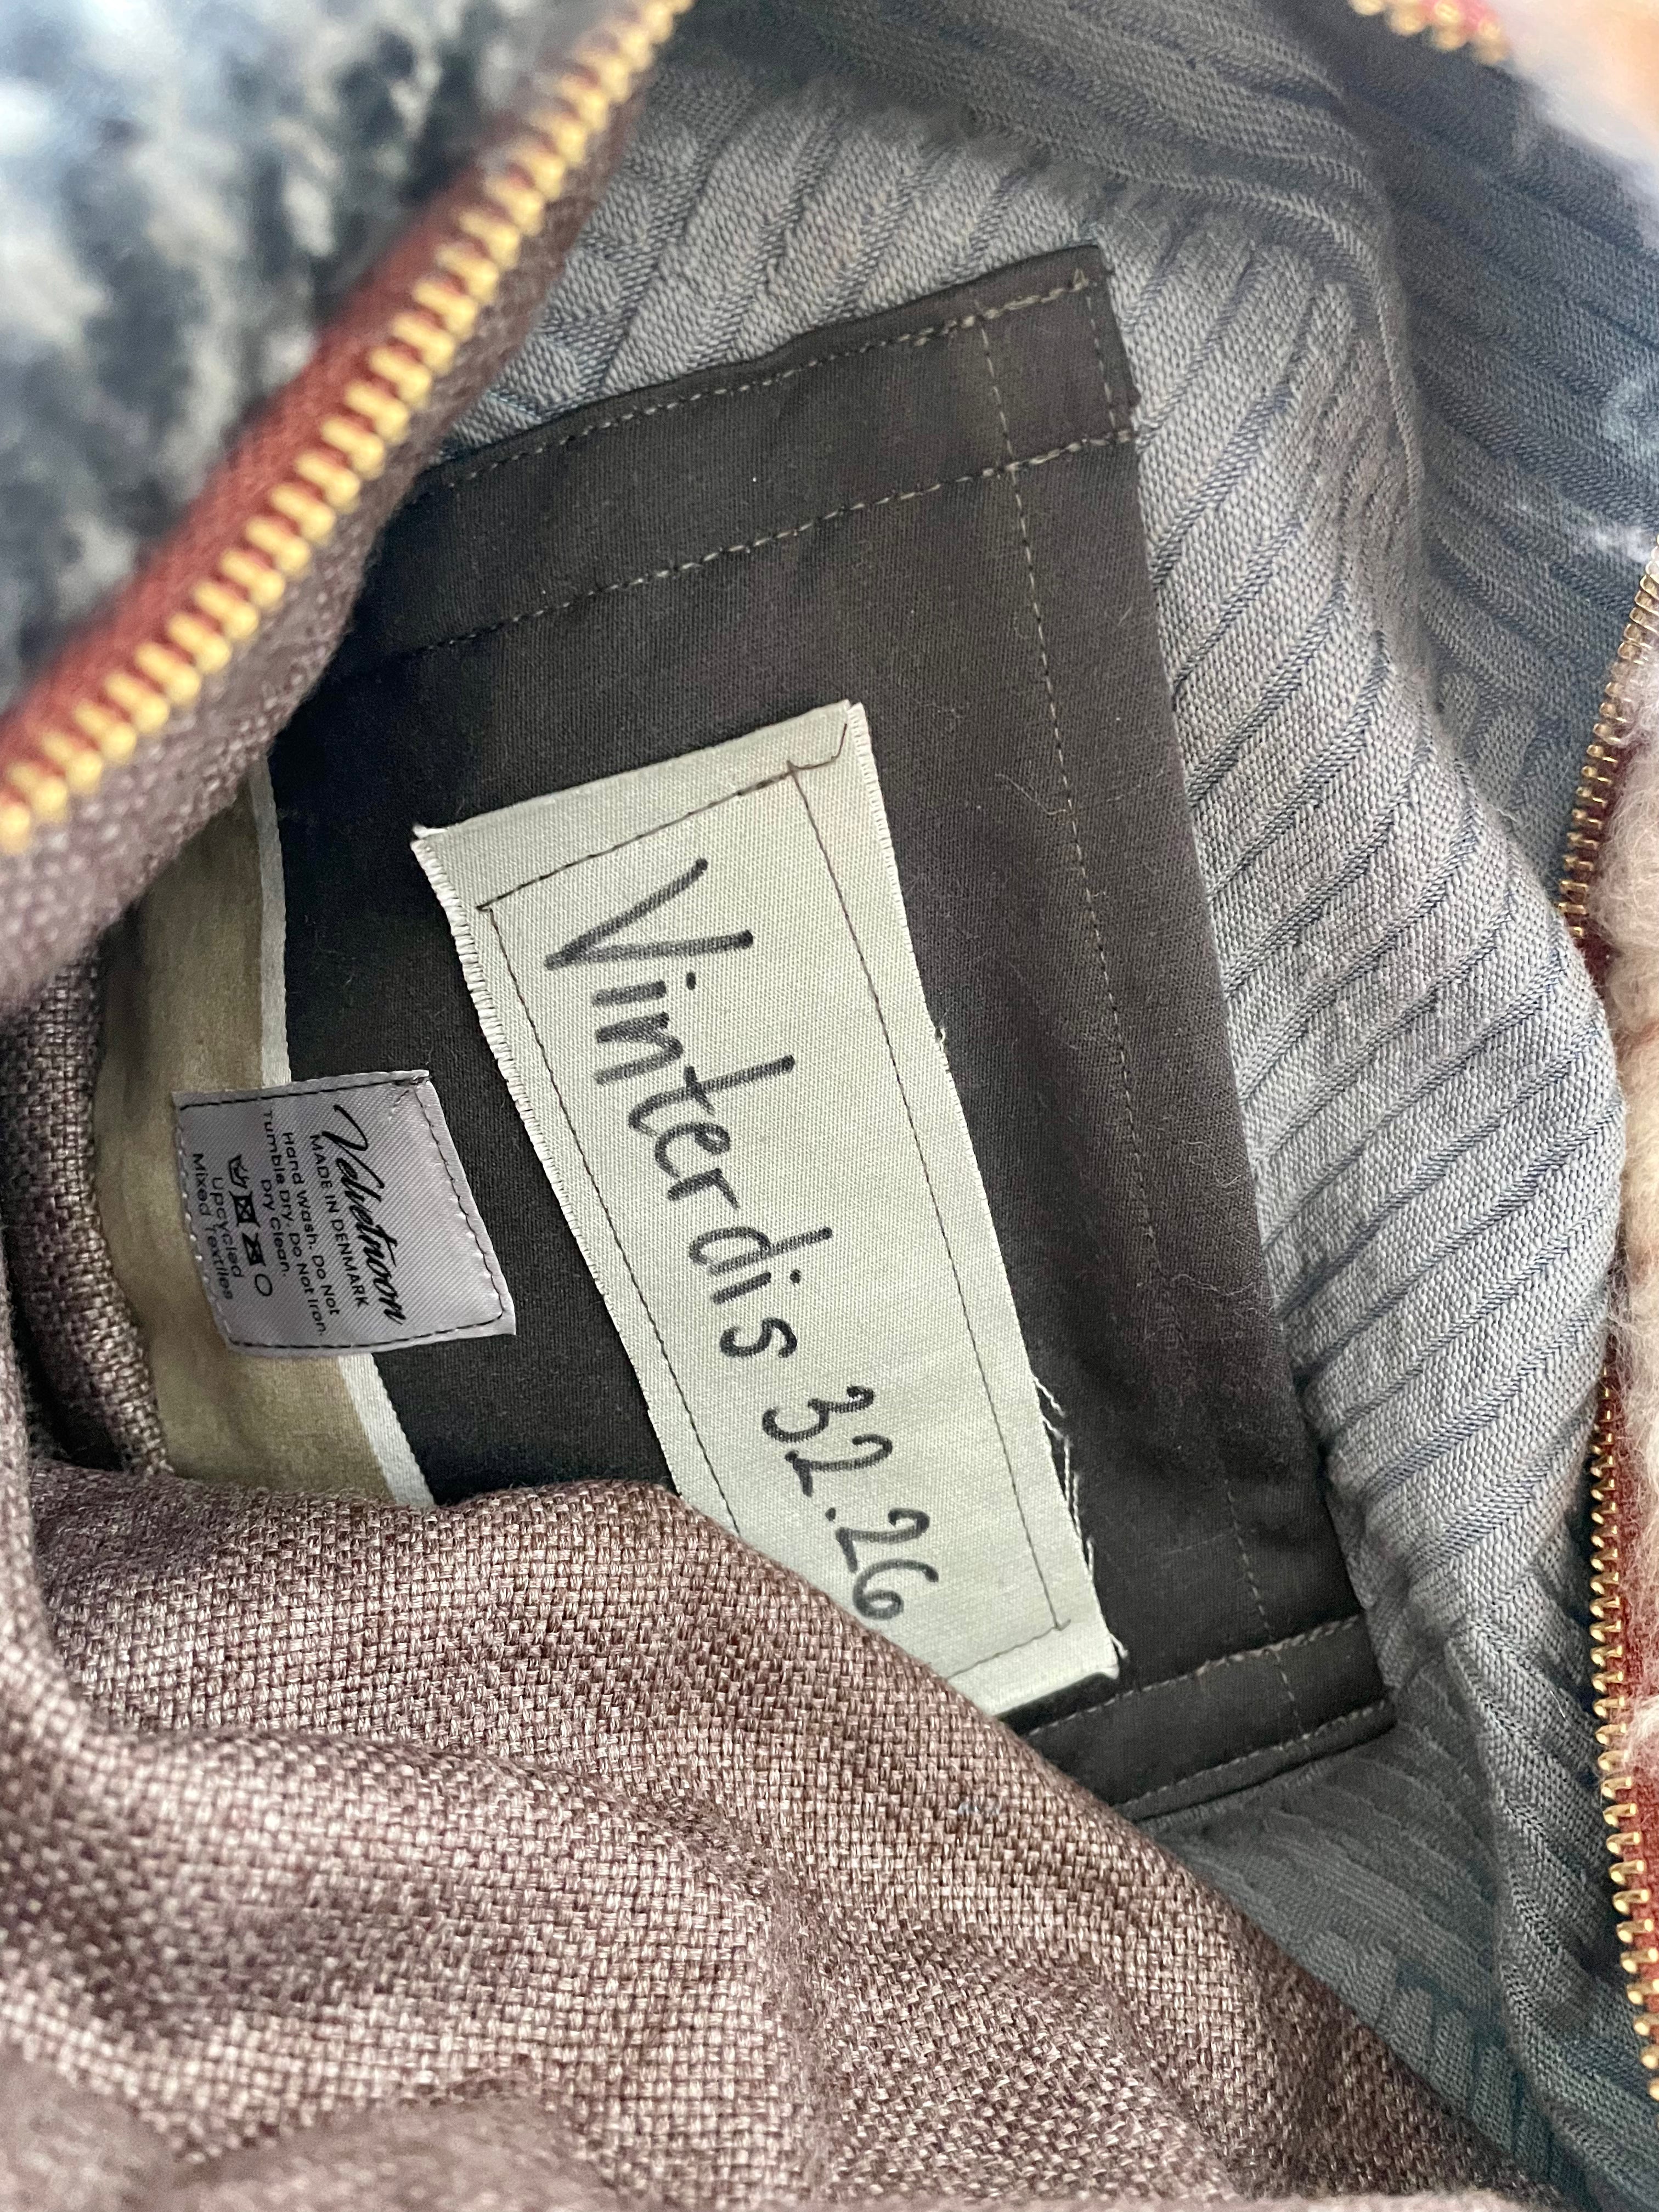 Vinterdis 32.26
Velvetnoon
MADE IN DENMARK
Hand Wash. Do Not
Tumble Dry. Do Not Iron.
Dry Clean.
Upcycled
Mixed Textiles